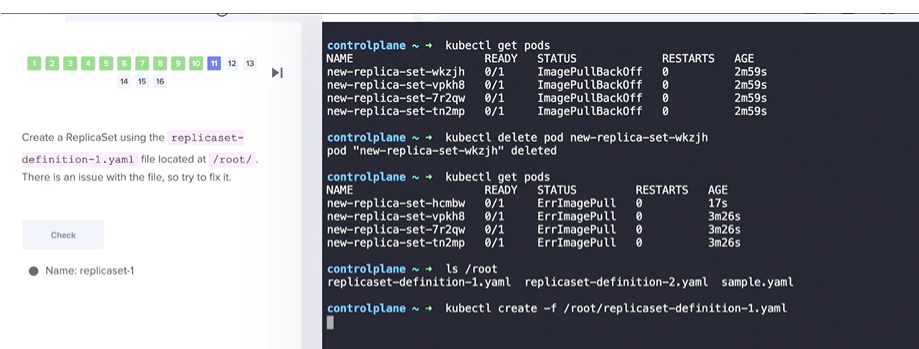 1 2 3 4 5 6 7 8 9 10 11 12 13
14 15 16
Create a ReplicaSet using the replicaset-
definition-1.yaml file located at /root/ .
There is an issue with the file, so try to fix it.
Check
Name: replicaset-1
controlplane ~ → kubectl get pods
NAME READY STATUS RESTARTS AGE
new-replica-set-wkzjh 0/1 ImagePullBackOff 0 2m59s
new-replica-set-vpkh8 0/1 ImagePullBackOff 0 2m59s
new-replica-set-7r2qw 0/1 ImagePullBackOff 0 2m59s
new-replica-set-tn2mp 0/1 ImagePullBackOff 0 2m59s
controlplane ~ → kubectl delete pod new-replica-set-wkzjh
pod "new-replica-set-wkzjh" deleted
controlplane ~ → kubectl get pods
NAME READY STATUS RESTARTS AGE
new-replica-set-hcmbw 0/1 ErrImagePull 0 17s
new-replica-set-vpkh8 0/1 ErrImagePull 0 3m26s
new-replica-set-7r2qw 0/1 ErrImagePull 0 3m26s
new-replica-set-tn2mp 0/1 ErrImagePull 0 3m26s
controlplane ~ → ls /root
replicaset-definition-1.yaml replicaset-definition-2.yaml sample.yaml
controlplane ~ → kubectl create -f /root/replicaset-definition-1.yaml